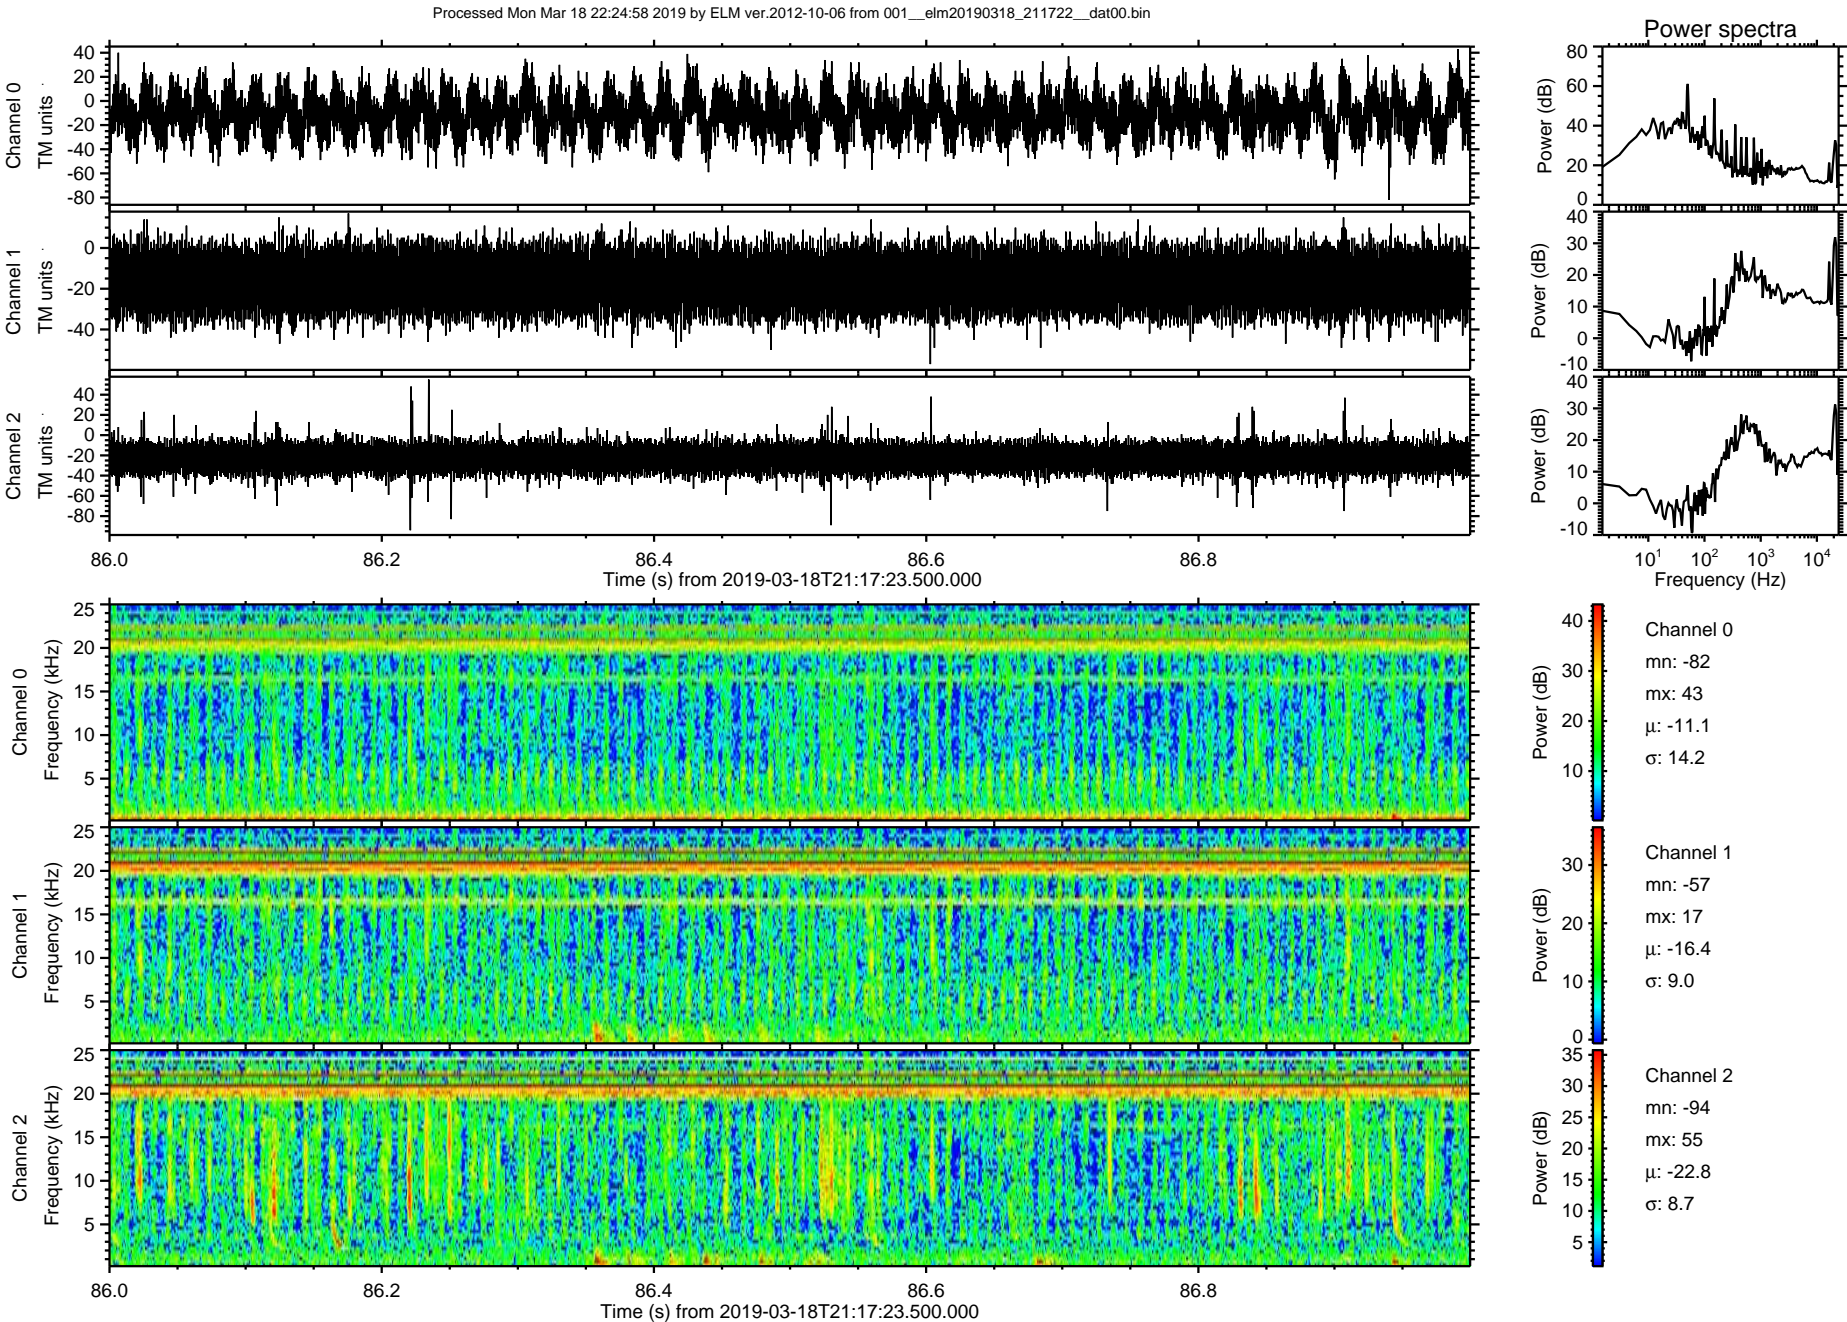 Processed Mon Mar 18 22:24:58 2019 by ELM ver.2012-10-06 from 001__elm20190318_211722__dat00.bin
Power spectra
Channel 0
TM units
40
20
0
-20
-40
-60
-80
Power (dB)
80
60
40
20
0
Channel 1
TM units
0
-20
-40
Power (dB)
40
30
20
10
0
-10
Channel 2
TM units
40
20
0
-20
-40
-60
-80
Power (dB)
40
30
20
10
0
-10
86.0 86.2 86.4 86.6 86.8
Time (s) from 2019-03-18T21:17:23.500.000
10¹ 10² 10³ 10⁴
Frequency (Hz)
Channel 0
Frequency (kHz)
25
20
15
10
5
Power (dB)
40
30
20
10
Channel 0
mn: -82
mx: 43
μ: -11.1
σ: 14.2
Channel 1
Frequency (kHz)
25
20
15
10
5
Power (dB)
30
20
10
0
Channel 1
mn: -57
mx: 17
μ: -16.4
σ: 9.0
Channel 2
Frequency (kHz)
25
20
15
10
5
Power (dB)
35
30
25
20
15
10
5
Channel 2
mn: -94
mx: 55
μ: -22.8
σ: 8.7
86.0 86.2 86.4 86.6 86.8
Time (s) from 2019-03-18T21:17:23.500.000